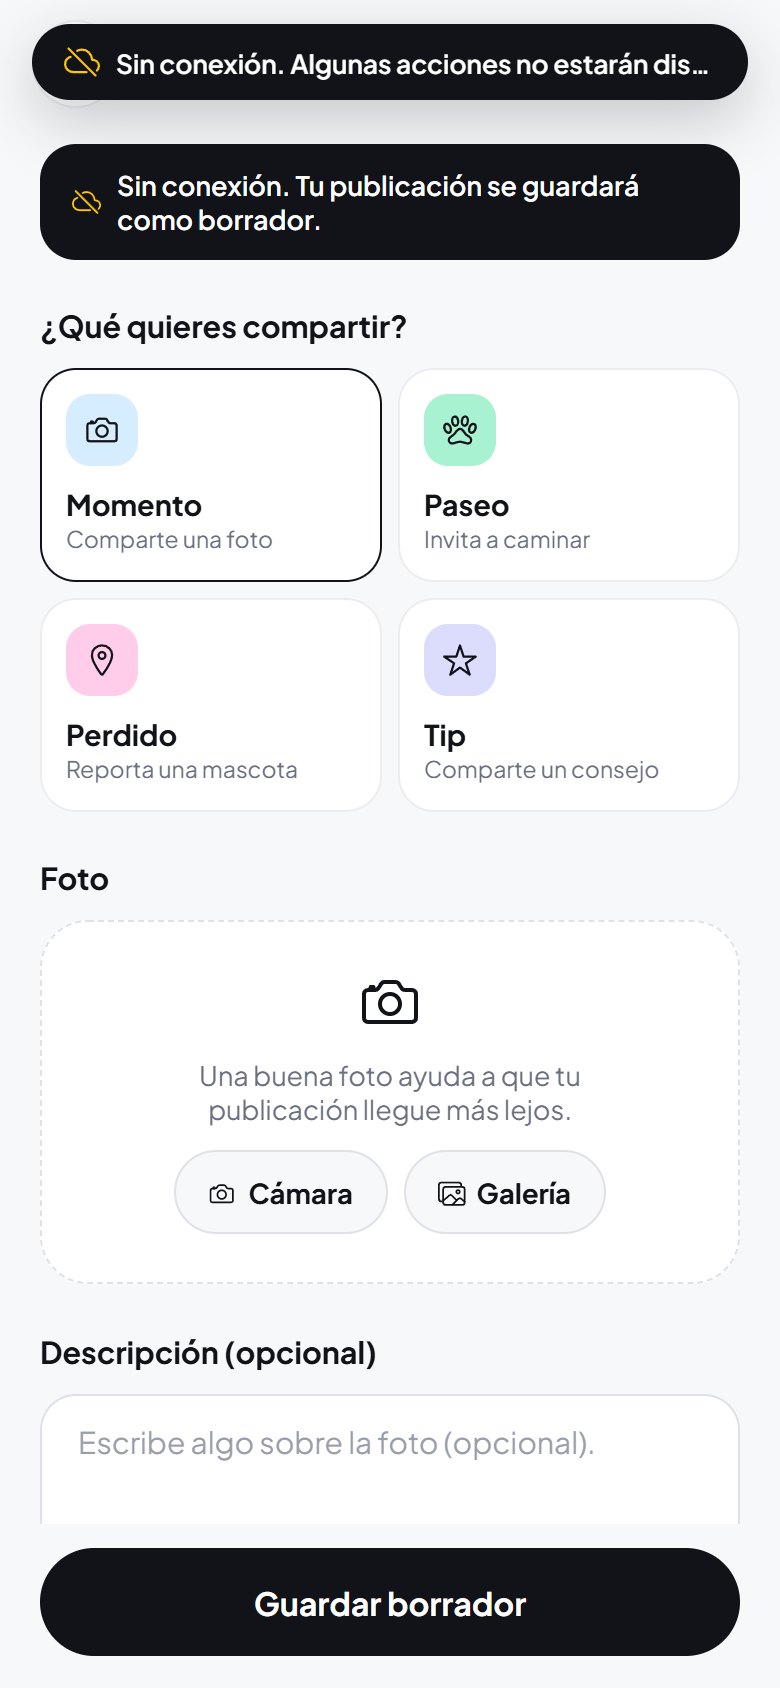 Sin conexión. Algunas acciones no estarán dis...
Sin conexión. Tu publicación se guardará
como borrador.
¿Qué quieres compartir?
Momento
Comparte una foto
Paseo
Invita a caminar
Perdido
Reporta una mascota
Tip
Comparte un consejo
Foto
Una buena foto ayuda a que tu
publicación llegue más lejos.
Cámara
Galería
Descripción (opcional)
Escribe algo sobre la foto (opcional).
Guardar borrador